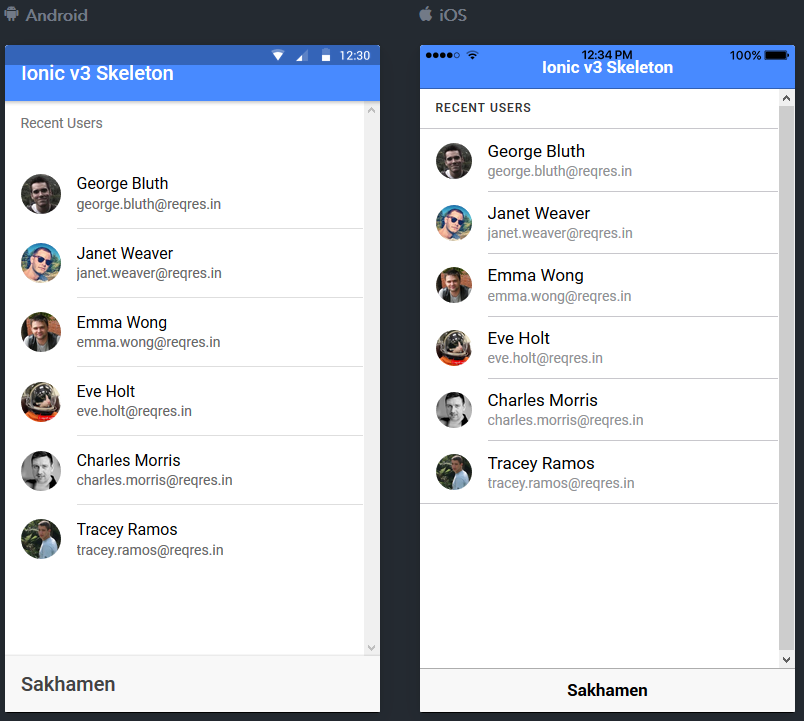 Android
12:30
Ionic v3 Skeleton
Recent Users
George Bluth
george.bluth@reqres.in
Janet Weaver
janet.weaver@reqres.in
Emma Wong
emma.wong@reqres.in
Eve Holt
eve.holt@reqres.in
Charles Morris
charles.morris@reqres.in
Tracey Ramos
tracey.ramos@reqres.in
Sakhamen
iOS
12:34 PM
100%
Ionic v3 Skeleton
RECENT USERS
George Bluth
george.bluth@reqres.in
Janet Weaver
janet.weaver@reqres.in
Emma Wong
emma.wong@reqres.in
Eve Holt
eve.holt@reqres.in
Charles Morris
charles.morris@reqres.in
Tracey Ramos
tracey.ramos@reqres.in
Sakhamen